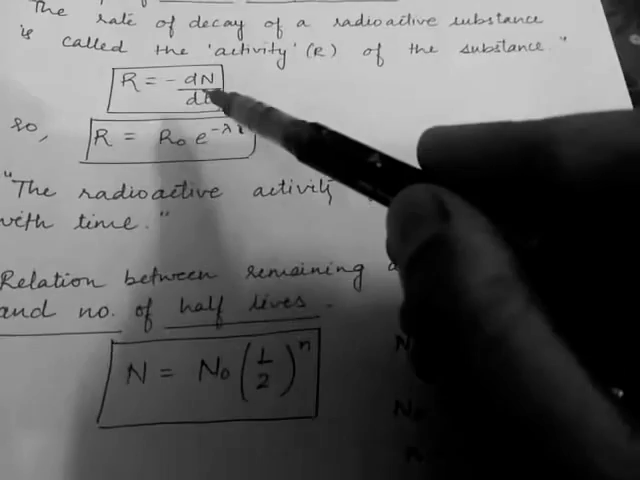 The rate of decay of a radioactive substance
is called the 'activity' (R) of the substance."
R = - dN
d
so,
R = R₀ e^-λ
"The radioactive activity
with time."
Relation between remaining
and no. of half lives.
N = N₀ (1/2)^n
N
N₀